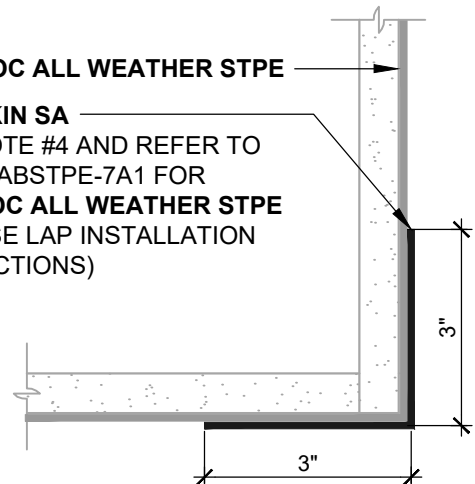 OC ALL WEATHER STPE
KIN SA
OTE #4 AND REFER TO
ABSTPE-7A1 FOR
OC ALL WEATHER STPE
SE LAP INSTALLATION
CTIONS)
3"
3"